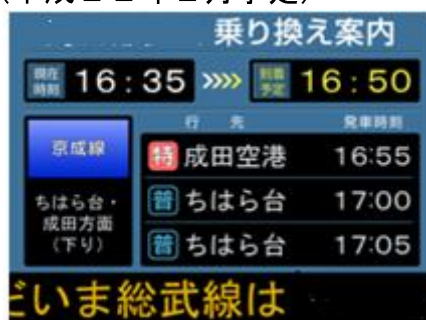 乗り換え案内
現在時刻 16:35 »»» 到着予定 16:50
行先 発車時刻
京成線
ちはら台・成田方面（下り）
特 成田空港 16:55
普 ちはら台 17:00
普 ちはら台 17:05
だいま総武線は